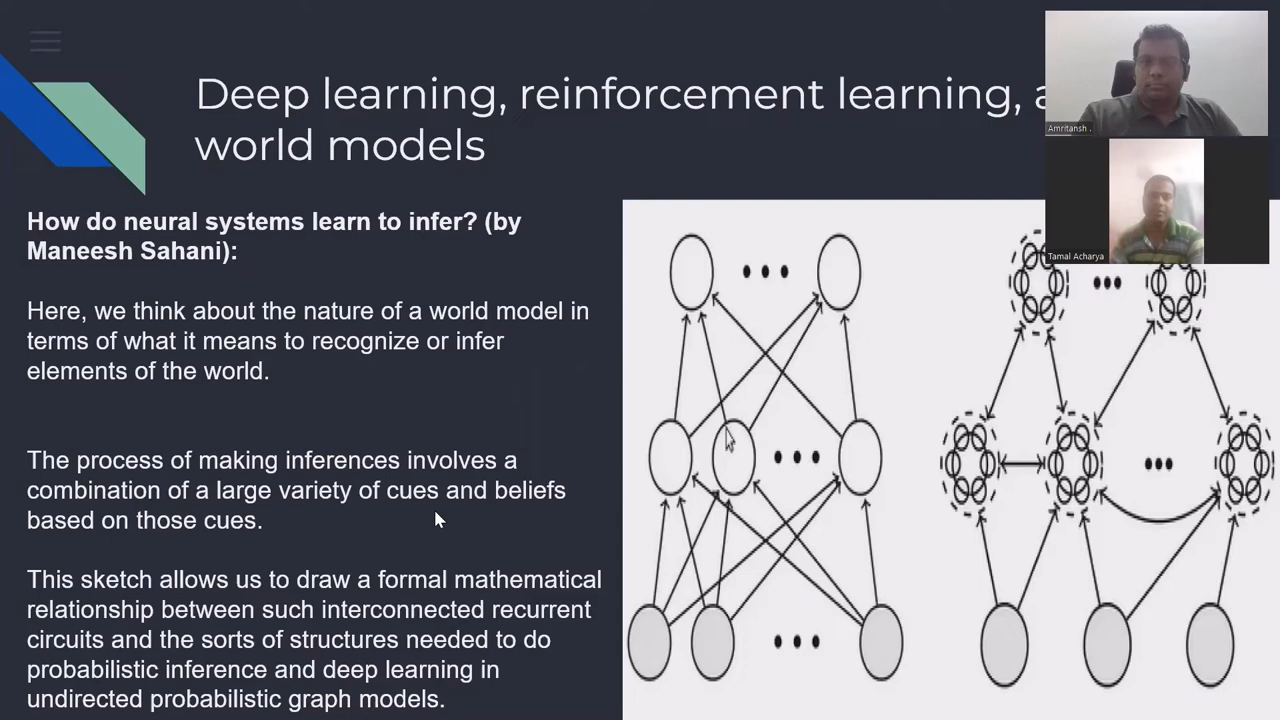 Deep learning, reinforcement learning, a
world models
Amritansh .
Tamal Acharya
How do neural systems learn to infer? (by
Maneesh Sahani):
Here, we think about the nature of a world model in
terms of what it means to recognize or infer
elements of the world.
The process of making inferences involves a
combination of a large variety of cues and beliefs
based on those cues.
This sketch allows us to draw a formal mathematical
relationship between such interconnected recurrent
circuits and the sorts of structures needed to do
probabilistic inference and deep learning in
undirected probabilistic graph models.